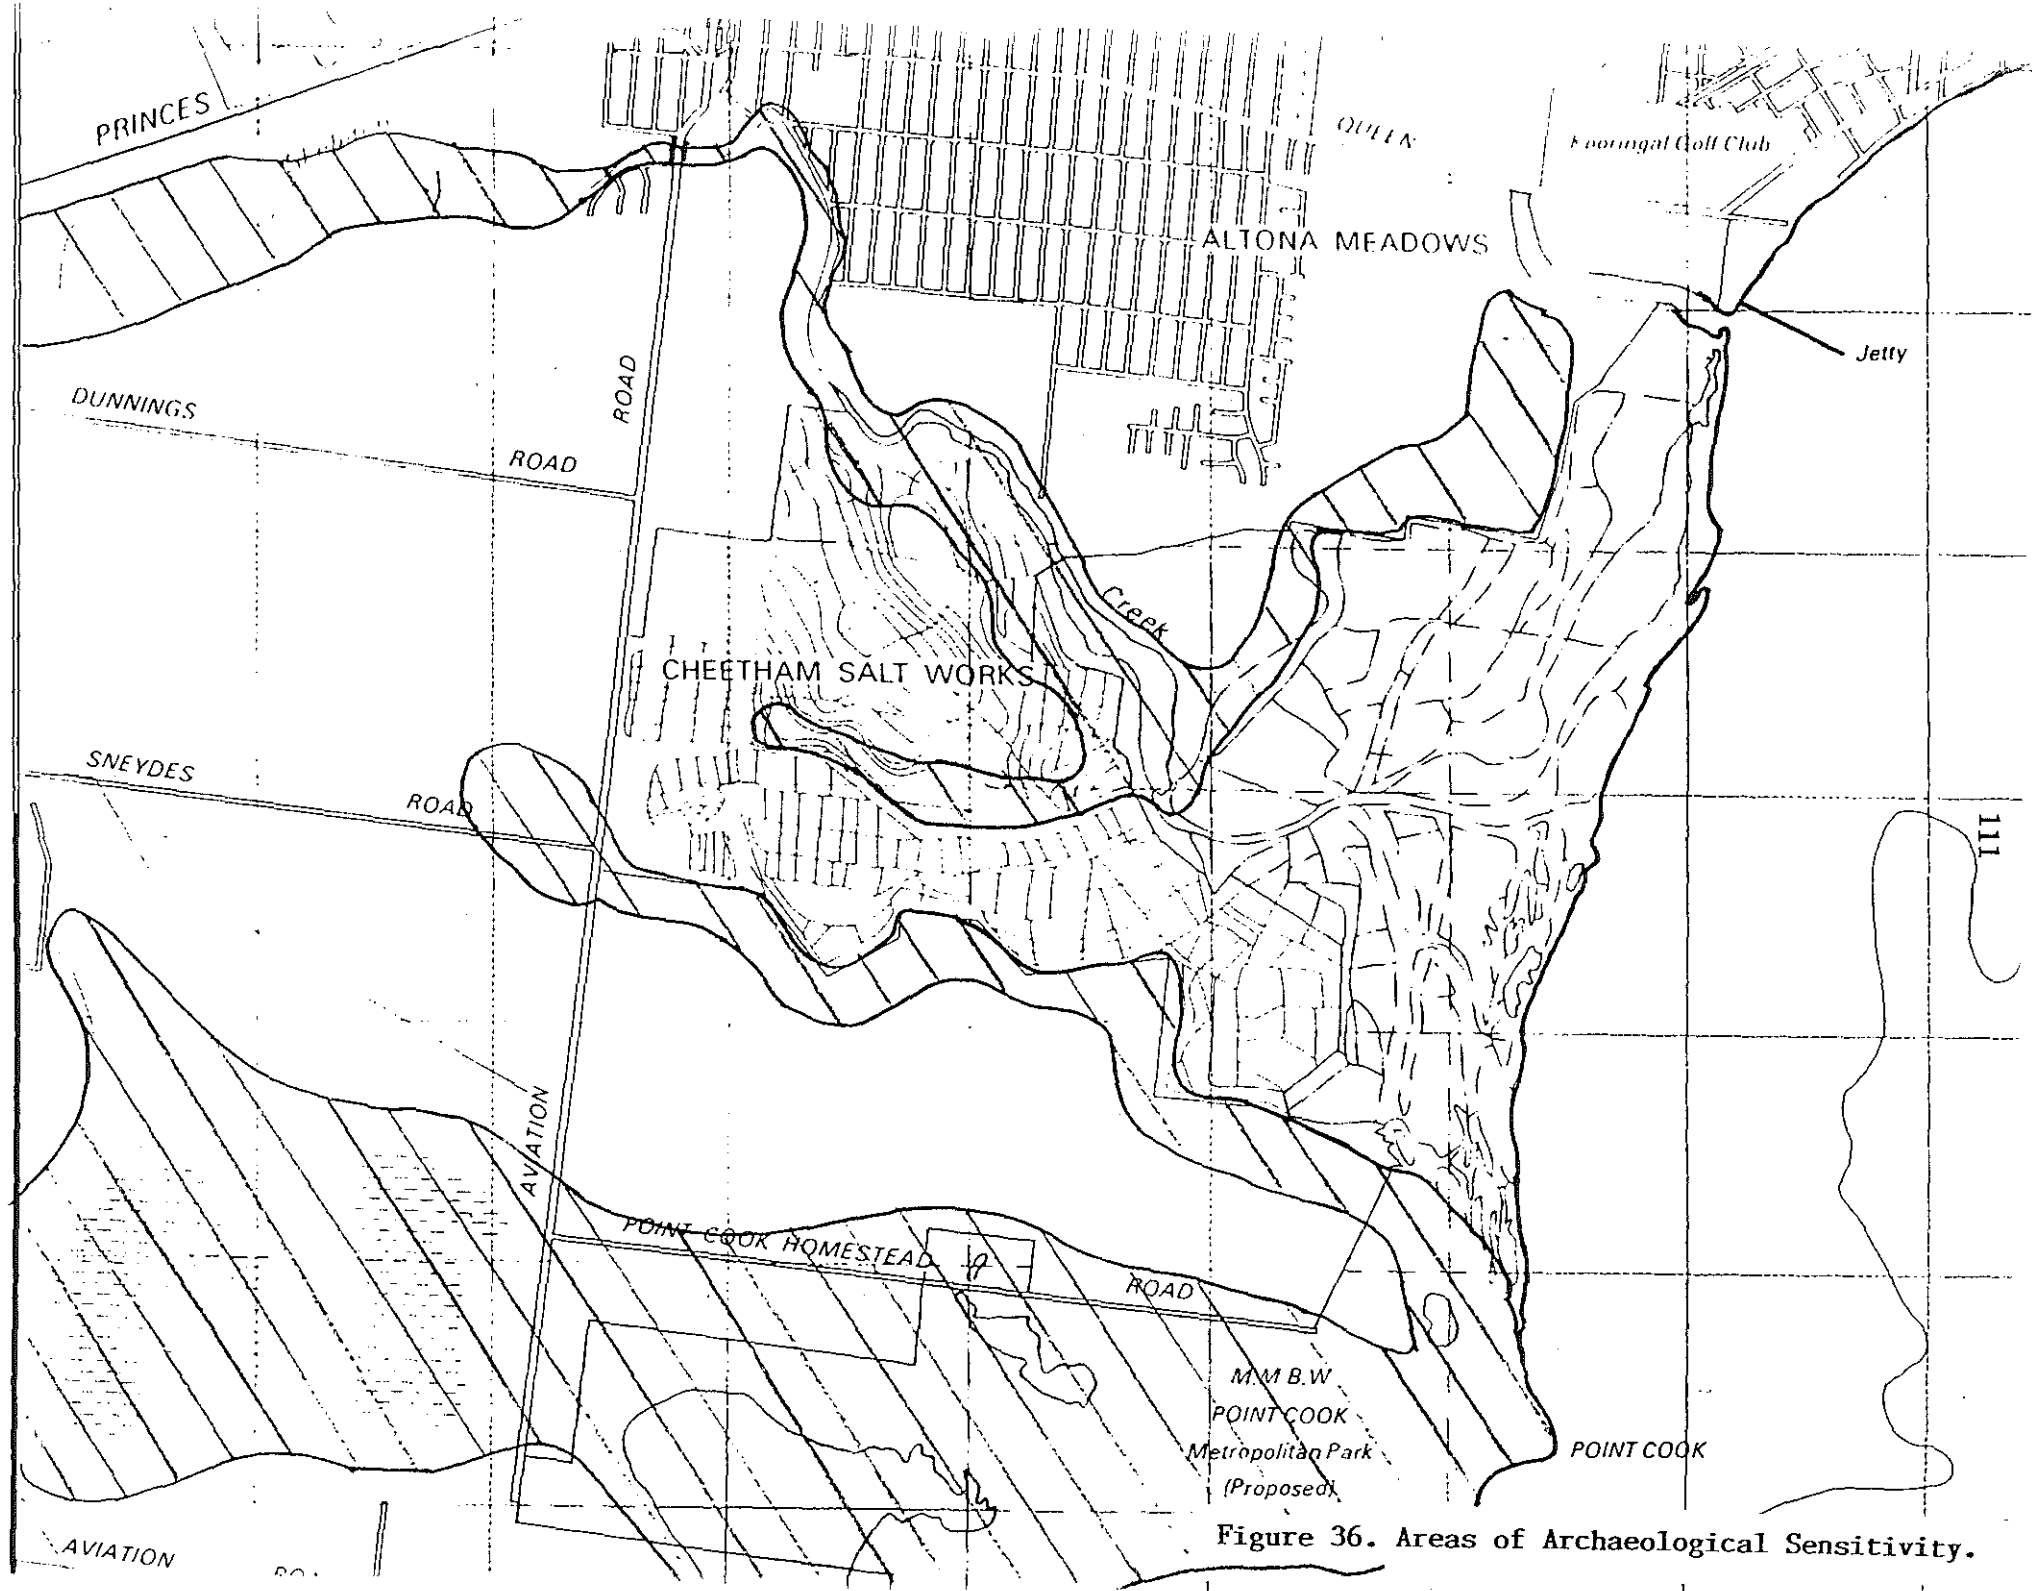 PRINCES
QUEEN
Kooringal Golf Club
ALTONA MEADOWS
Jetty
ROAD
DUNNINGS
ROAD
Creek
CHEETHAM SALT WORKS
SNEYDES
ROAD
111
AVIATION
POINT COOK HOMESTEAD
ROAD
M.M B.W
POINT COOK
Metropolitan Park
(Proposed)
POINT COOK
Figure 36. Areas of Archaeological Sensitivity.
AVIATION